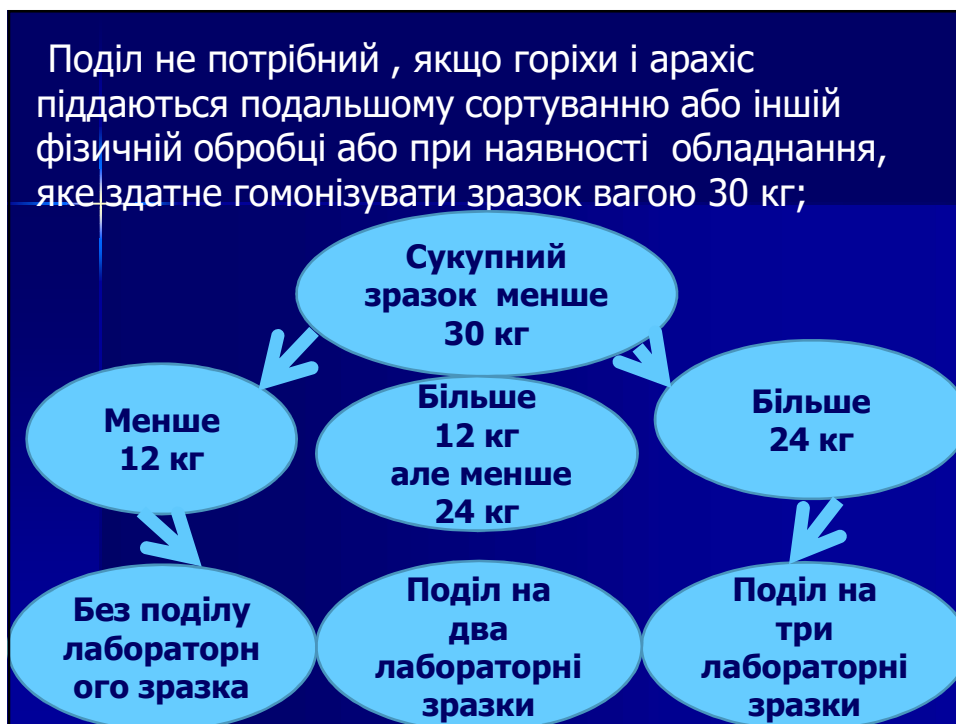 Поділ не потрібний , якщо горіхи і арахіс
піддаються подальшому сортуванню або іншій
фізичній обробці або при наявності обладнання,
яке здатне гомонізувати зразок вагою 30 кг;
Сукупний
зразок менше
30 кг
Менше
12 кг
Більше
12 кг
але менше
24 кг
Більше
24 кг
Без поділу
лабораторн
ого зразка
Поділ на
два
лабораторні
зразки
Поділ на
три
лабораторні
зразки